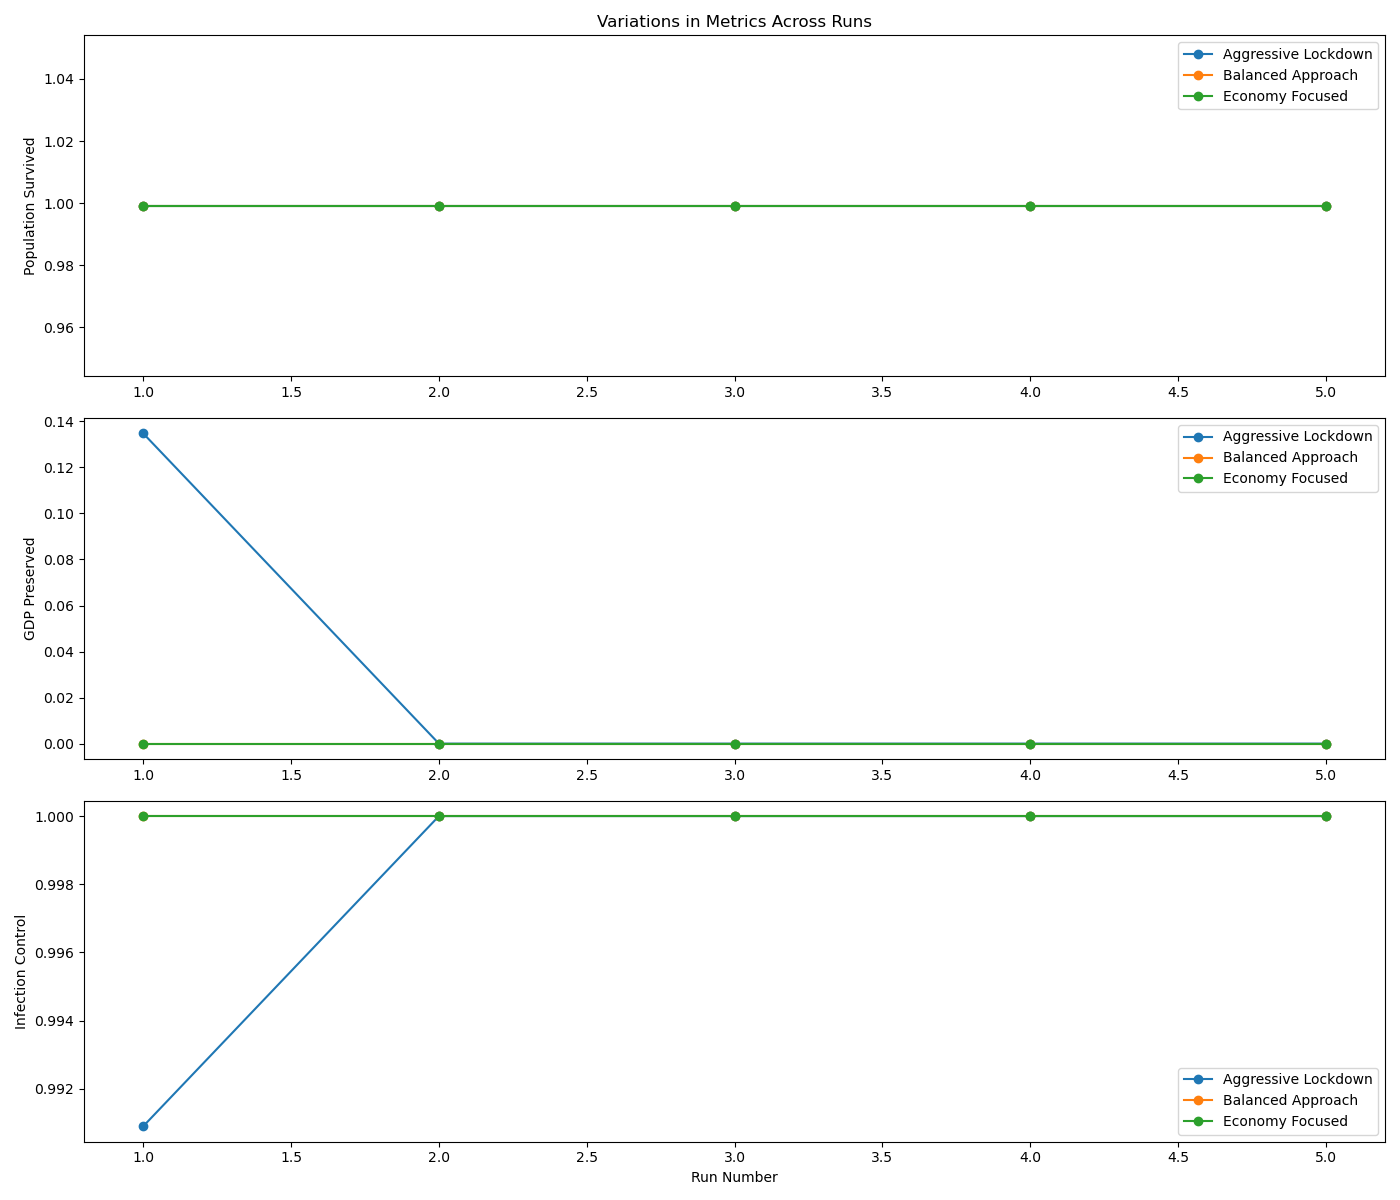 Variations in Metrics Across Runs
Population Survived
1.04
1.02
1.00
0.98
0.96
Aggressive Lockdown
Balanced Approach
Economy Focused
1.0 1.5 2.0 2.5 3.0 3.5 4.0 4.5 5.0
GDP Preserved
0.14
0.12
0.10
0.08
0.06
0.04
0.02
0.00
Aggressive Lockdown
Balanced Approach
Economy Focused
1.0 1.5 2.0 2.5 3.0 3.5 4.0 4.5 5.0
Infection Control
1.000
0.998
0.996
0.994
0.992
Aggressive Lockdown
Balanced Approach
Economy Focused
1.0 1.5 2.0 2.5 3.0 3.5 4.0 4.5 5.0
Run Number